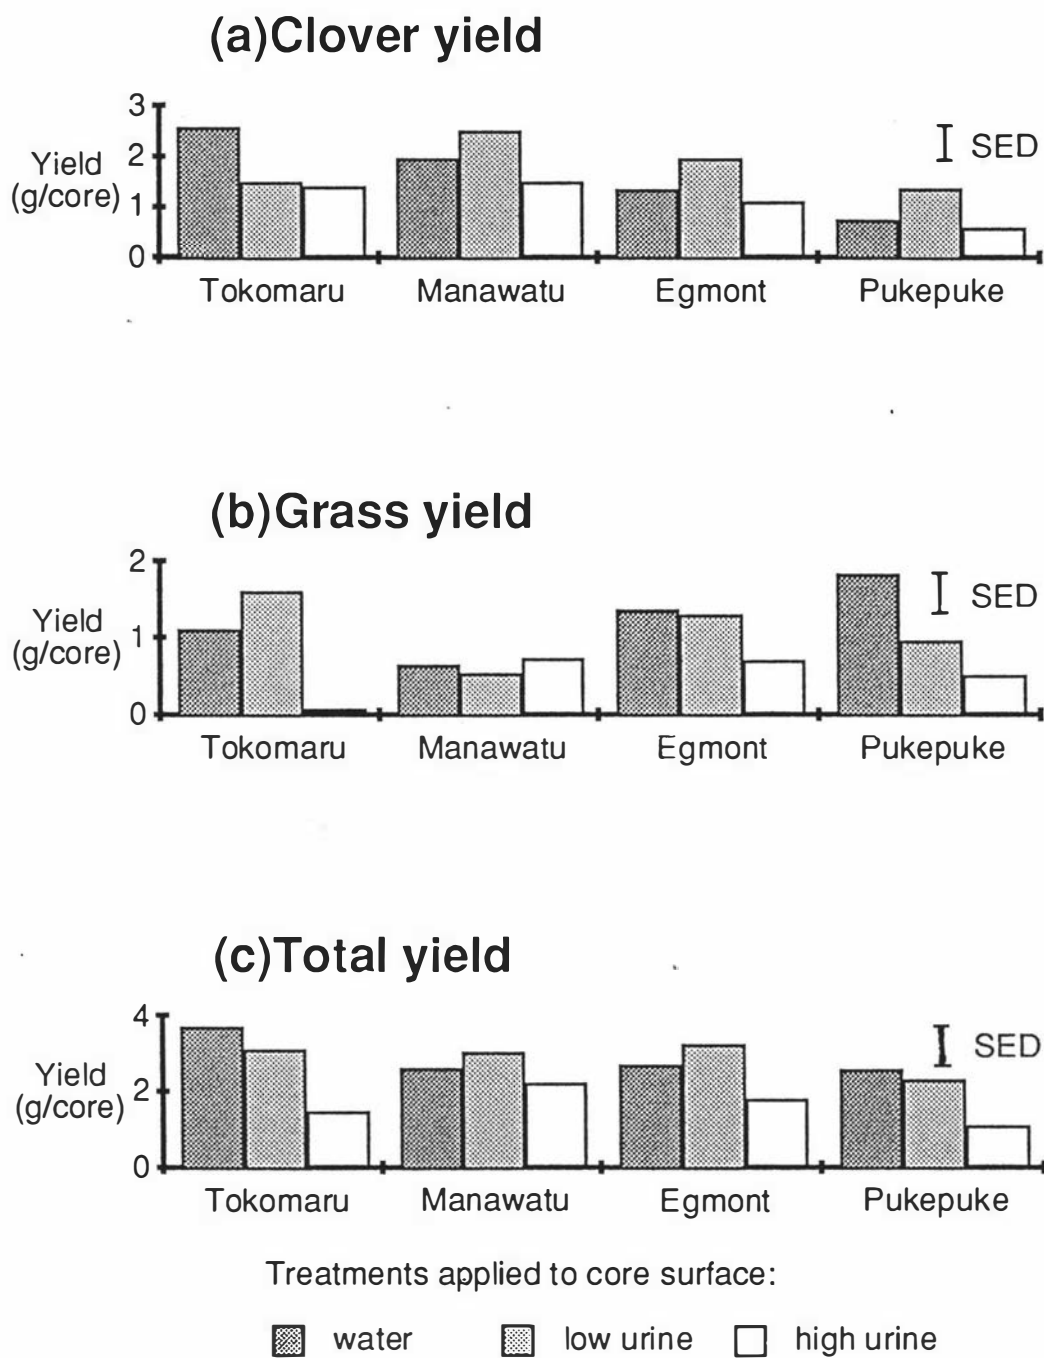 (a)Clover yield
3
Yield
(g/core)
2
1
0
SED
Tokomaru Manawatu Egmont Pukepuke
(b)Grass yield
2
Yield
(g/core)
1
0
SED
Tokomaru Manawatu Egmont Pukepuke
(c)Total yield
4
Yield
(g/core)
2
0
SED
Tokomaru Manawatu Egmont Pukepuke
Treatments applied to core surface:
water low urine high urine